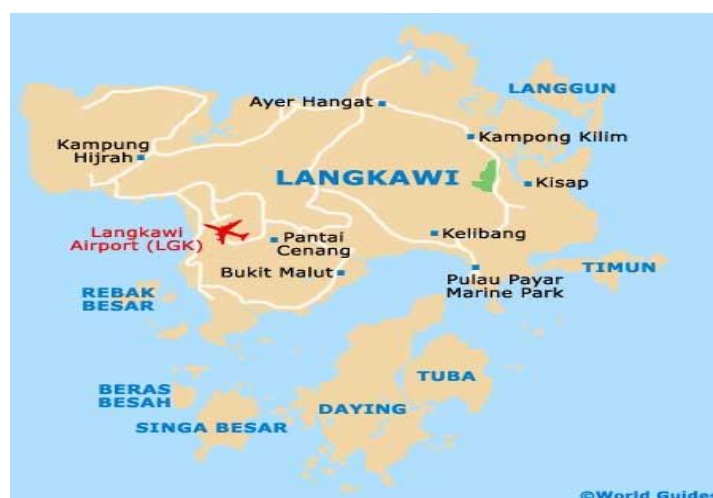 LANGGUN
Ayer Hangat
Kampong Kilim
Kampung
Hijrah
LANGKAWI
Kisap
Langkawi
Airport (LGK)
Pantai
Cenang
Kelibang
Bukit Malut
TIMUN
Pulau Payar
Marine Park
REBAK
BESAR
TUBA
BERAS
BESAH
DAYING
SINGA BESAR
©World Guides